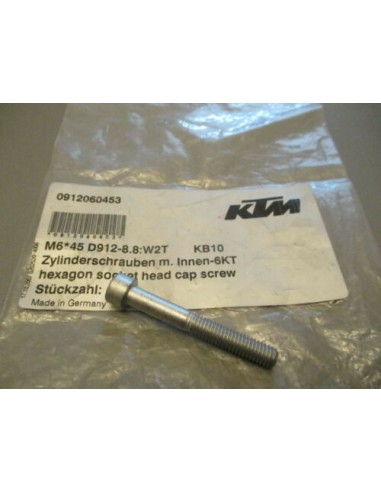 0912060453
KTM
M6*45 D912-8.8:W2T KB10
Zylinderschrauben m. Innen-6KT
hexagon socket head cap screw
Stückzahl:
Made in Germany